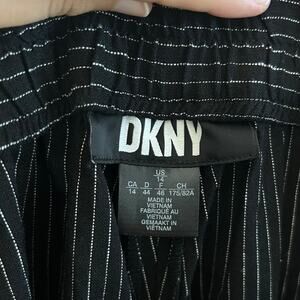 DKNY
US
14
CA D F CH
14 44 46 175/82A
MADE IN
VIETNAM
FABRIQUÉ AU
VIETNAM
GEMAAKT IN
VIETNAM